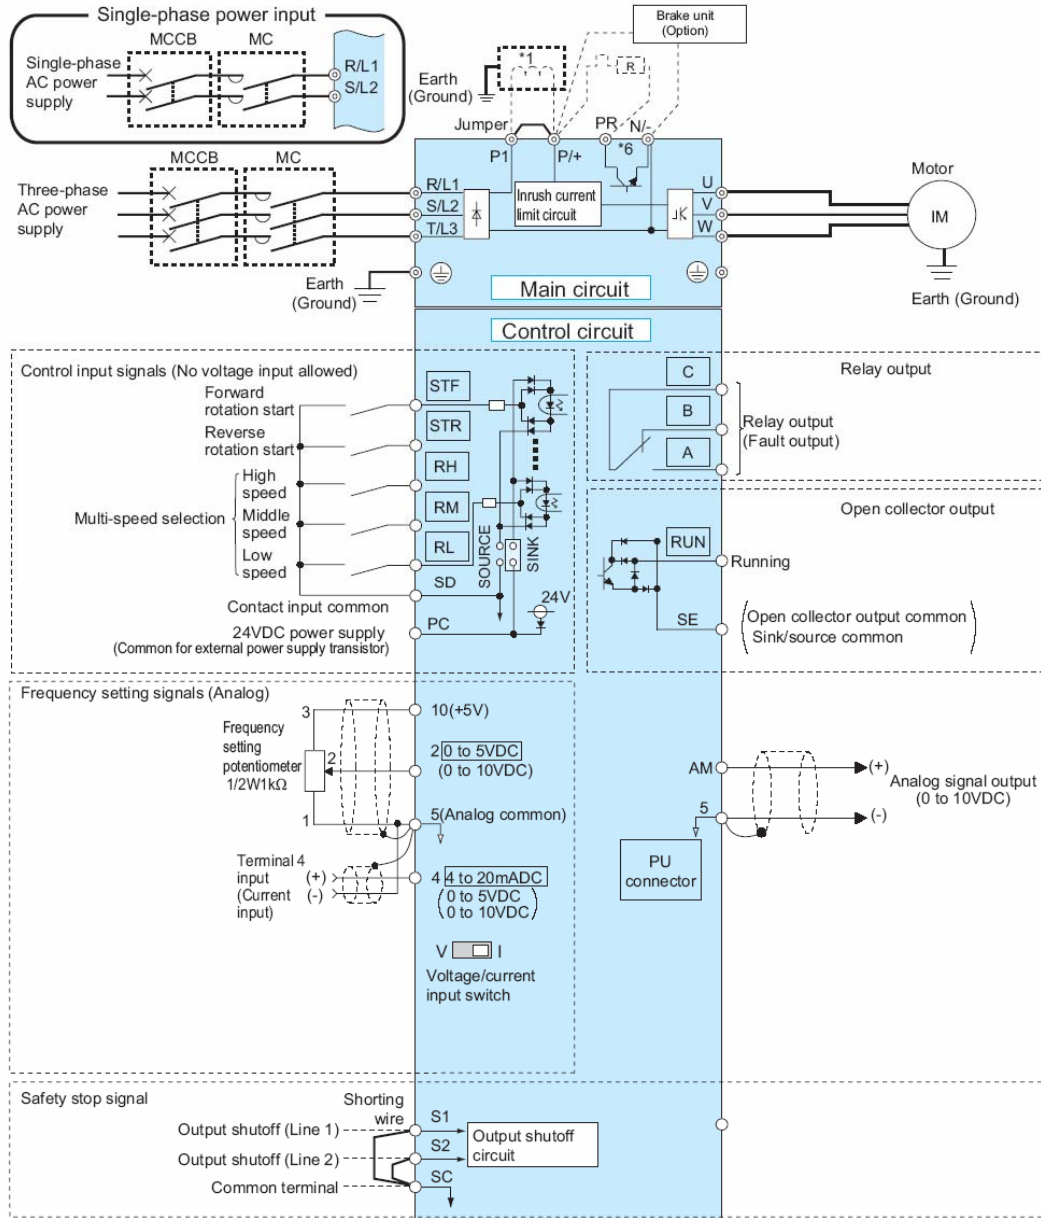 Single-phase power input
MCCB
MC
Single-phase
AC power
supply
R/L1
S/L2
Earth
(Ground)
*1
R
Brake unit
(Option)
Jumper
PR
N/-
P1
P/+
*6
MCCB
MC
Three-phase
AC power
supply
R/L1
S/L2
T/L3
Inrush current
limit circuit
U
V
W
Motor
IM
Earth
(Ground)
Earth (Ground)
Main circuit
Control circuit
Control input signals (No voltage input allowed)
Forward
rotation start
Reverse
rotation start
High
speed
Multi-speed selection
Middle
speed
Low
speed
Contact input common
24VDC power supply
(Common for external power supply transistor)
STF
STR
RH
RM
RL
SD
PC
SOURCE
SINK
24V
Relay output
C
B
A
Relay output
(Fault output)
Open collector output
RUN
Running
SE
(Open collector output common
Sink/source common)
Frequency setting signals (Analog)
3
10(+5V)
Frequency
setting
potentiometer
1/2W1kΩ
2
2 0 to 5VDC
(0 to 10VDC)
1
5(Analog common)
Terminal 4
input
(Current
input)
(+)
(-)
4 4 to 20mADC
(0 to 5VDC
0 to 10VDC)
V
I
Voltage/current
input switch
AM
(+)
Analog signal output
(0 to 10VDC)
5
(-)
PU
connector
Safety stop signal
Shorting
wire
Output shutoff (Line 1)
S1
Output shutoff (Line 2)
S2
Output shutoff
circuit
Common terminal
SC